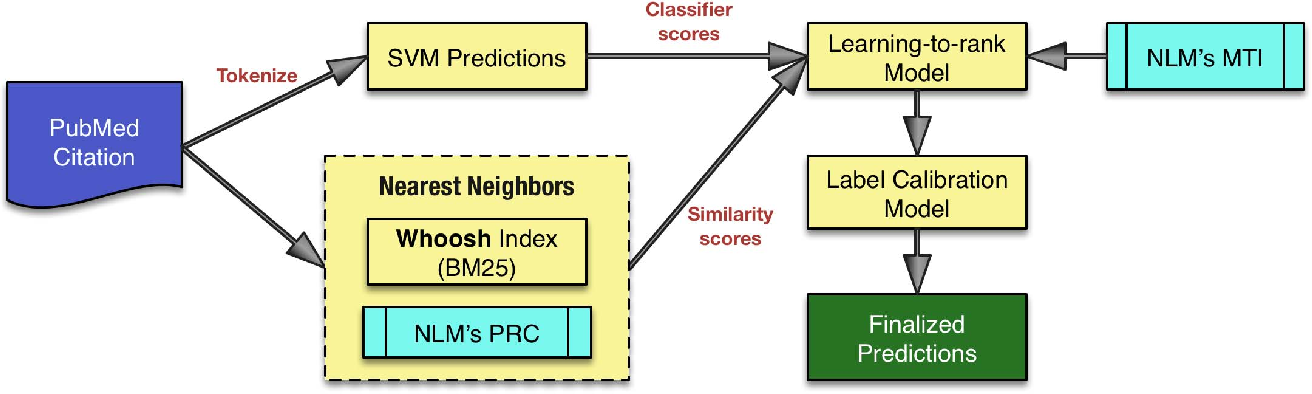 PubMed
Citation
Tokenize
SVM Predictions
Classifier
scores
Nearest Neighbors
Whoosh Index
(BM25)
NLM's PRC
Similarity
scores
Learning-to-rank
Model
NLM's MTI
Label Calibration
Model
Finalized
Predictions